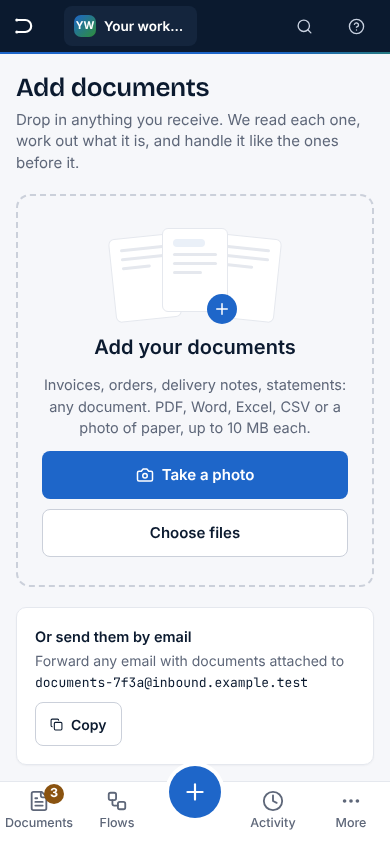 YW Your work...
Add documents
Drop in anything you receive. We read each one,
work out what it is, and handle it like the ones
before it.
Add your documents
Invoices, orders, delivery notes, statements:
any document. PDF, Word, Excel, CSV or a
photo of paper, up to 10 MB each.
Take a photo
Choose files
Or send them by email
Forward any email with documents attached to
documents-7f3a@inbound.example.test
Copy
3
Documents Flows Activity More